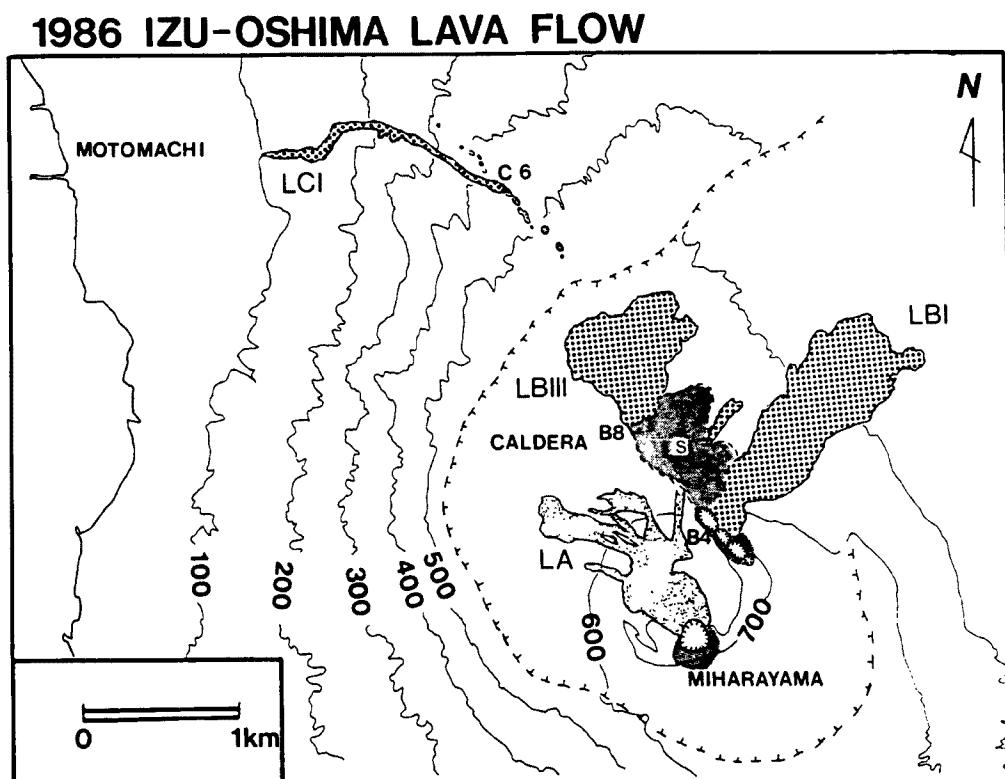 1986 IZU-OSHIMA LAVA FLOW
N
MOTOMACHI
C 6
LCI
LBI
LBIII
B8
CALDERA
S
B4
LA
100
200
300
400
500
600
700
MIHARAYAMA
0
1km